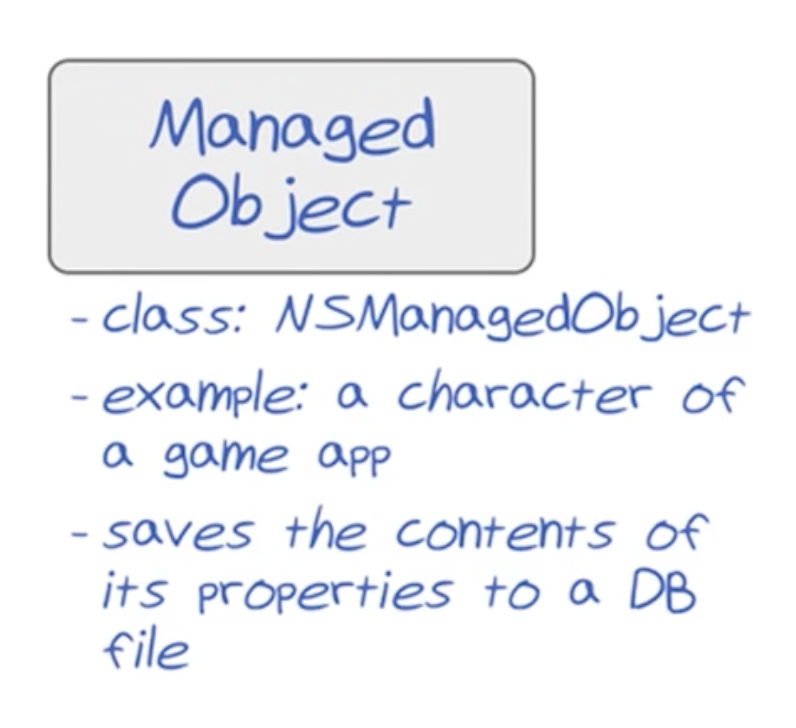 Managed
Object
- class: NSManagedObject
- example: a character of
a game app
- saves the contents of
its properties to a DB
file